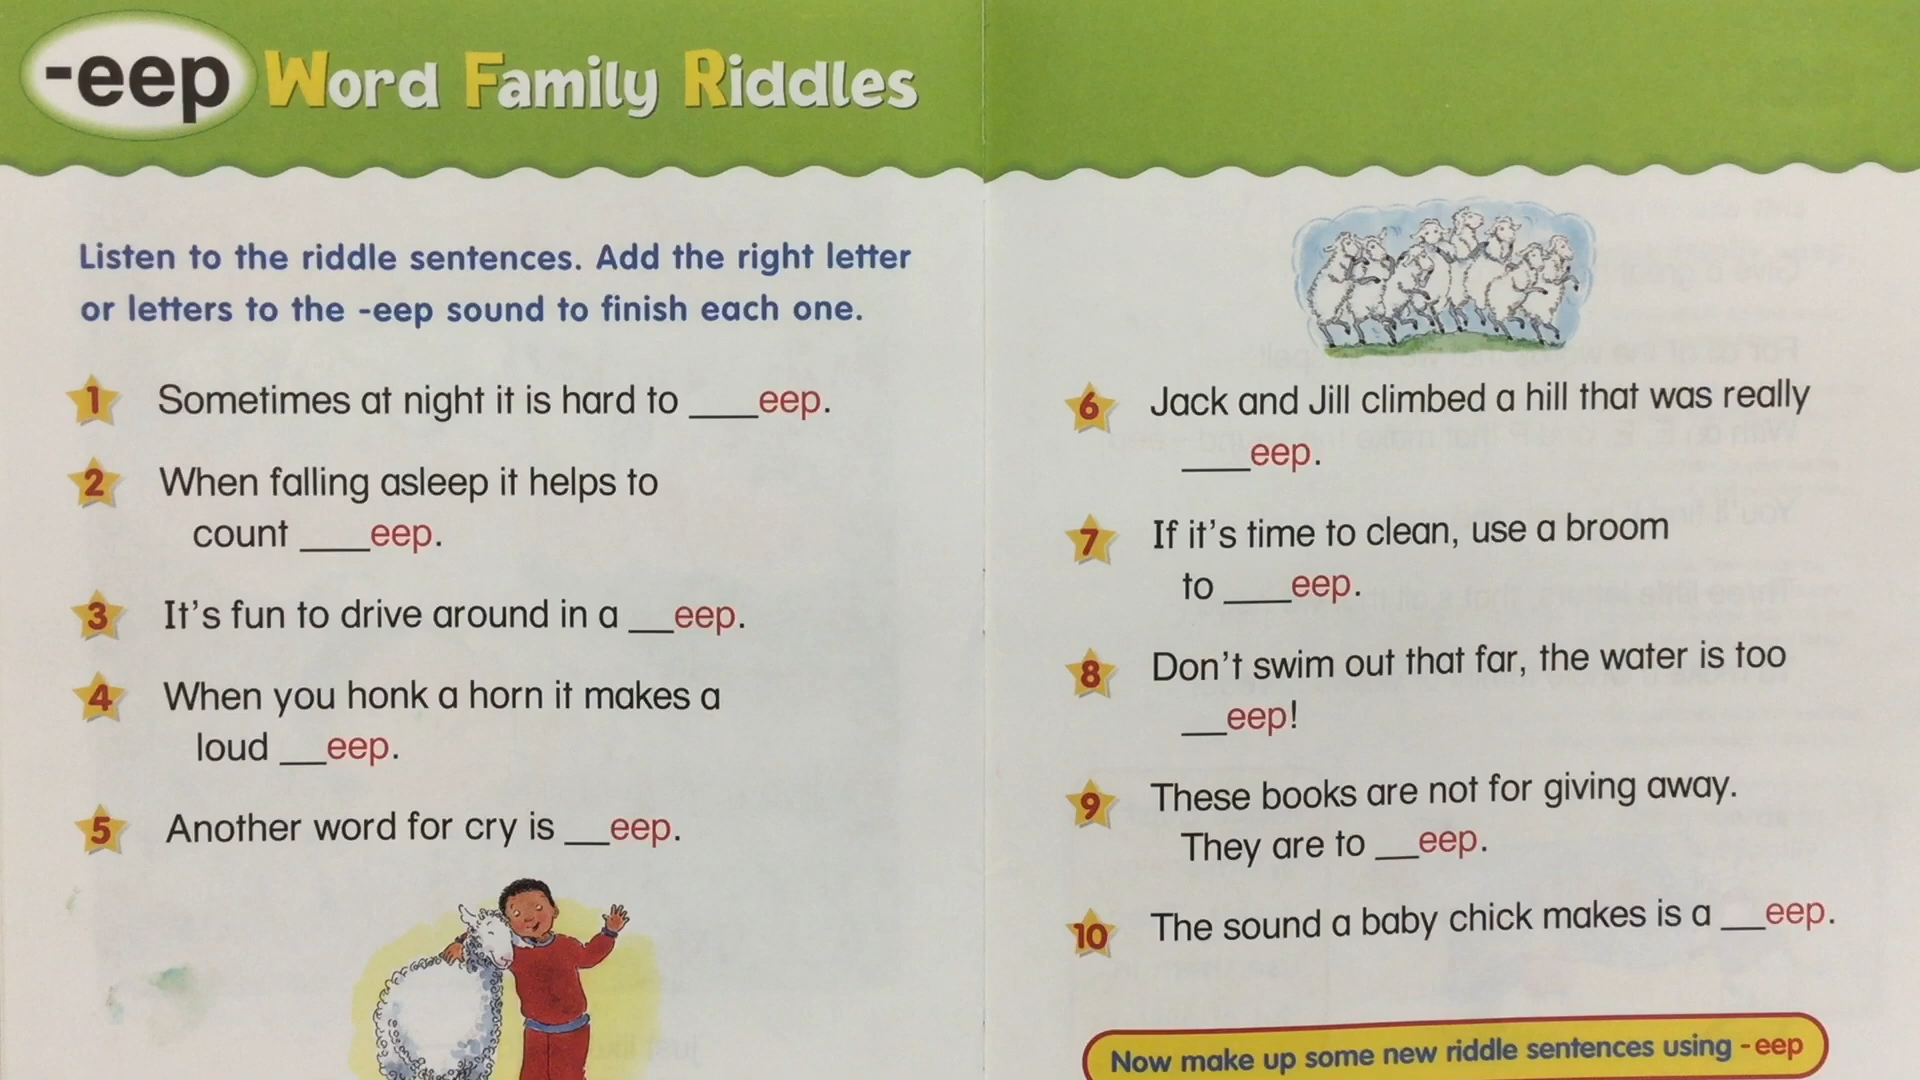 -eep Word Family Riddles
Listen to the riddle sentences. Add the right letter
or letters to the -eep sound to finish each one.
1 Sometimes at night it is hard to ____eep.
2 When falling asleep it helps to
count ____eep.
3 It's fun to drive around in a __eep.
4 When you honk a horn it makes a
loud __eep.
5 Another word for cry is __eep.
6 Jack and Jill climbed a hill that was really
____eep.
7 If it's time to clean, use a broom
to ____eep.
8 Don't swim out that far, the water is too
__eep!
9 These books are not for giving away.
They are to __eep.
10 The sound a baby chick makes is a __eep.
Now make up some new riddle sentences using -eep